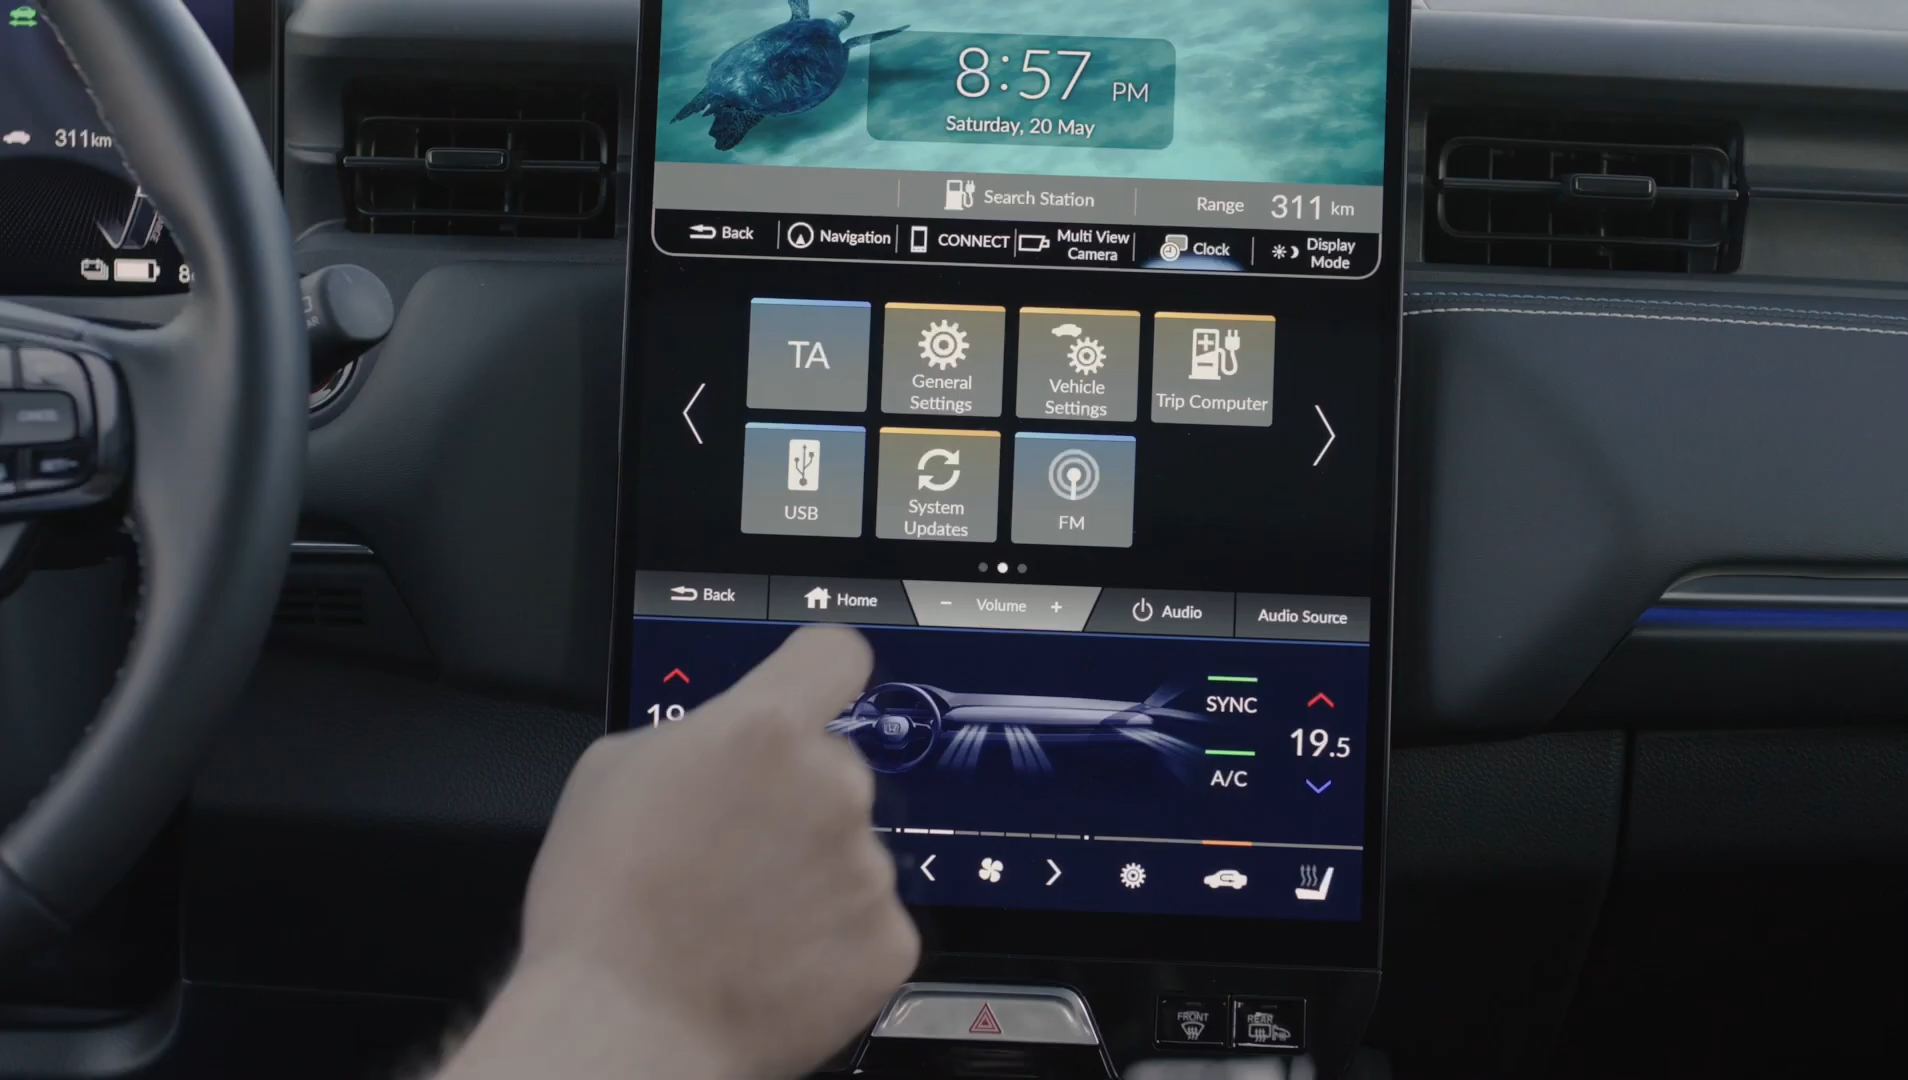 311km
8:57 PM
Saturday, 20 May
Search Station
Range 311 km
Back
Navigation
CONNECT
Multi View
Camera
Clock
Display
Mode
TA
General
Settings
Vehicle
Settings
Trip Computer
USB
System
Updates
FM
Back
Home
- Volume +
Audio
Audio Source
19
SYNC
19.5
A/C
CANCEL
FRONT
REAR